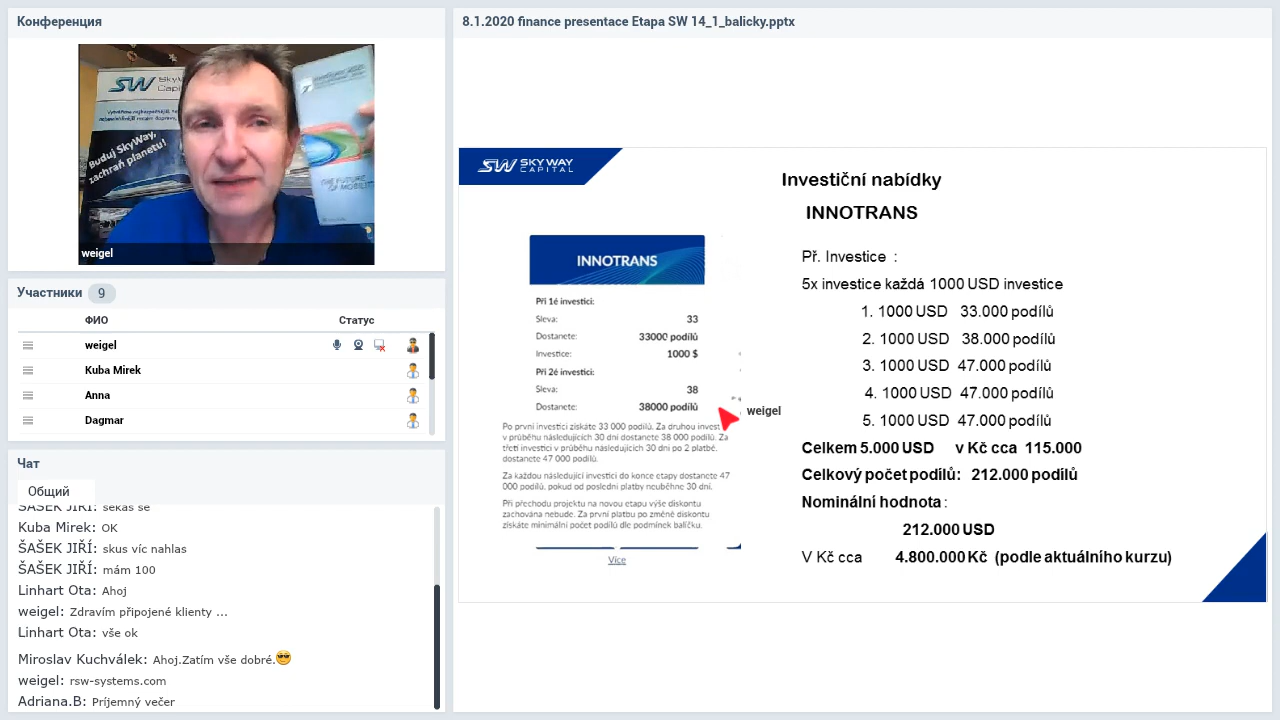 Конференция
SW SkyWay
Capital
Buduj SkyWay,
zachraň planetu!
weigel
Участники 9
ФИО Статус
weigel
Kuba Mirek
Anna
Dagmar
Чат
Общий
ŠAŠEK JIŘÍ: sekáš se
Kuba Mirek: OK
ŠAŠEK JIŘÍ: skus víc nahlas
ŠAŠEK JIŘÍ: mám 100
Linhart Ota: Ahoj
weigel: Zdravím připojené klienty ...
Linhart Ota: vše ok
Miroslav Kuchválek: Ahoj.Zatím vše dobré.😎
weigel: rsw-systems.com
Adriana.B: Príjemný večer
8.1.2020 finance presentace Etapa SW 14_1_balicky.pptx
SW SKY WAY
CAPITAL
INNOTRANS
Při 1é investici:
Sleva: 33
Dostanete: 33000 podílů
Investice: 1000 $
Při 2é investici:
Sleva: 38
Dostanete: 38000 podílů
Po první investici získáte 33 000 podílů. Za druhou invest
v průběhu následujících 30 dní dostanete 38 000 podílů. Za
třetí investici v průběhu následujících 30 dní po 2 platbě,
dostanete 47 000 podílů.
Za každou následující investici do konce etapy dostanete 47
000 podílů, pokud od poslední platby neuběhne 30 dní.
Při přechodu projektu na novou etapu výše diskontu
zachována nebude. Za první platbu po změně diskontu
získáte minimální počet podílů dle podmínek balíčku.
Více
weigel
Investiční nabídky
INNOTRANS
Př. Investice :
5x investice každá 1000 USD investice
1. 1000 USD 33.000 podílů
2. 1000 USD 38.000 podílů
3. 1000 USD 47.000 podílů
4. 1000 USD 47.000 podílů
5. 1000 USD 47.000 podílů
Celkem 5.000 USD v Kč cca 115.000
Celkový počet podílů: 212.000 podílů
Nominální hodnota :
212.000 USD
V Kč cca 4.800.000 Kč (podle aktuálního kurzu)